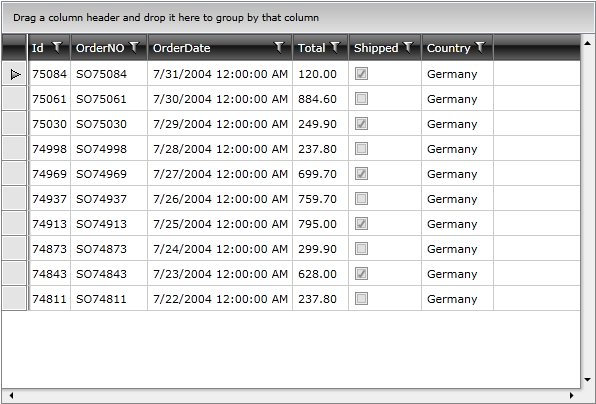 Drag a column header and drop it here to group by that column
Id OrderNO OrderDate Total Shipped Country
75084 SO75084 7/31/2004 12:00:00 AM 120.00 Germany
75061 SO75061 7/30/2004 12:00:00 AM 884.60 Germany
75030 SO75030 7/29/2004 12:00:00 AM 249.90 Germany
74998 SO74998 7/28/2004 12:00:00 AM 237.80 Germany
74969 SO74969 7/27/2004 12:00:00 AM 699.70 Germany
74937 SO74937 7/26/2004 12:00:00 AM 759.70 Germany
74913 SO74913 7/25/2004 12:00:00 AM 795.00 Germany
74873 SO74873 7/24/2004 12:00:00 AM 299.90 Germany
74843 SO74843 7/23/2004 12:00:00 AM 628.00 Germany
74811 SO74811 7/22/2004 12:00:00 AM 237.80 Germany